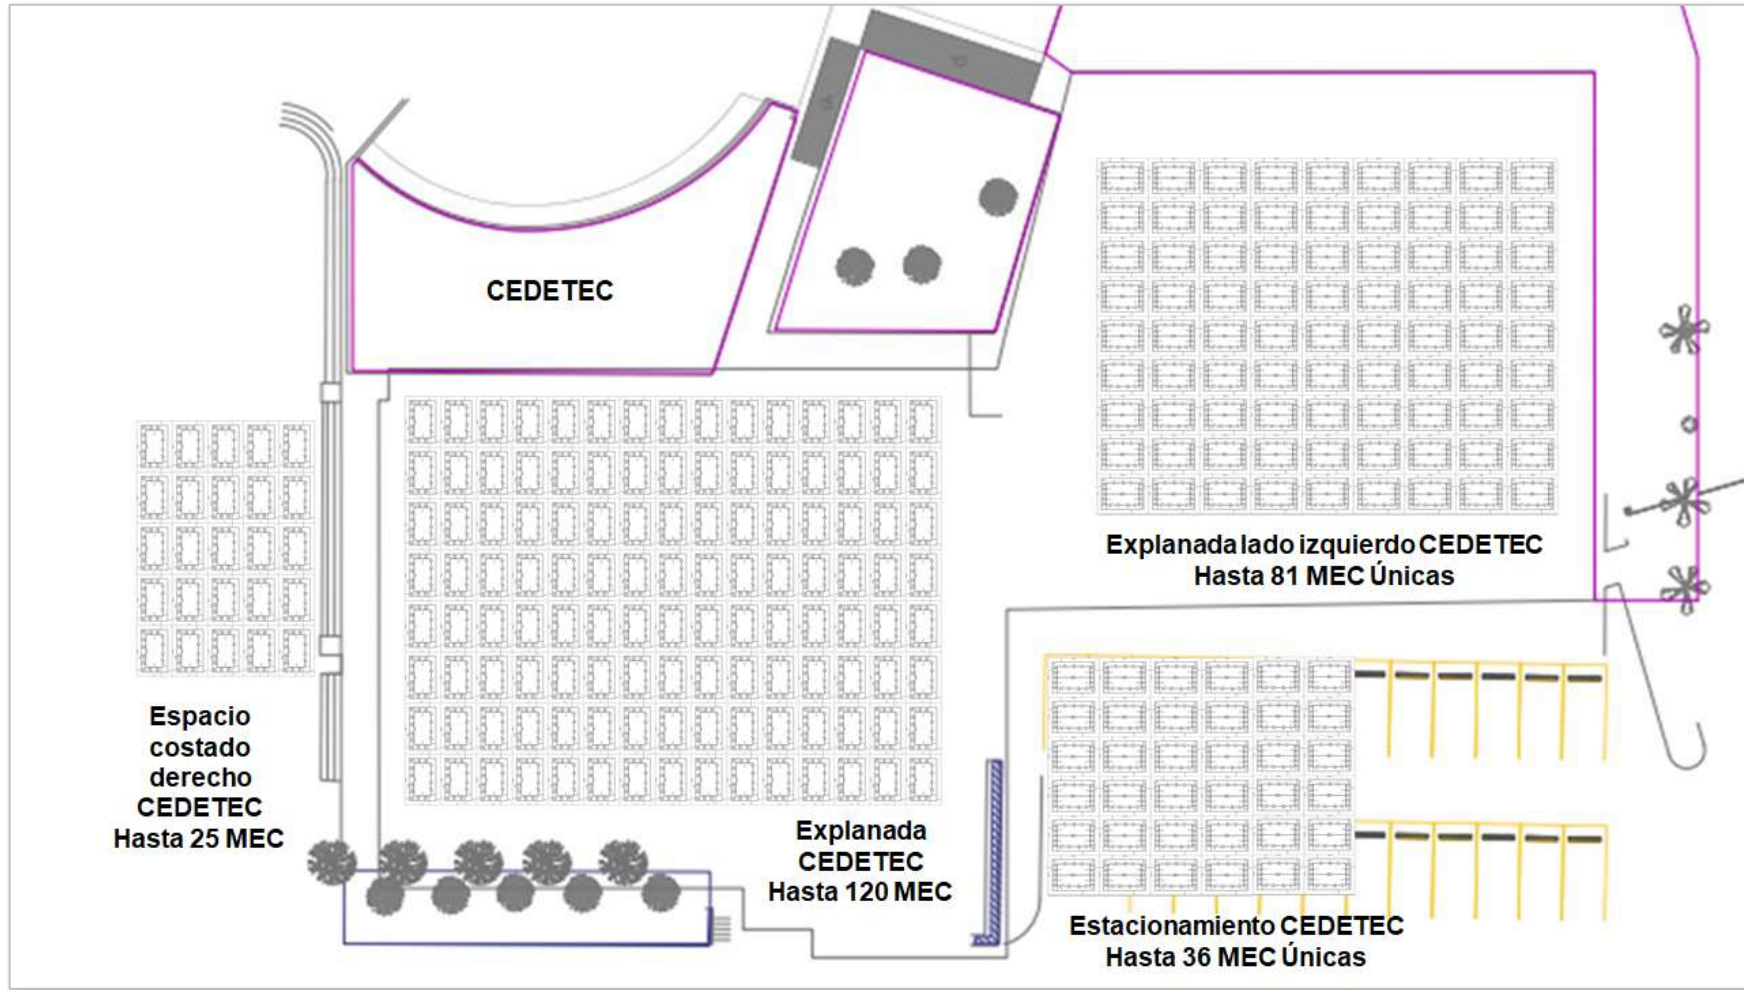 CEDETEC
Explanada lado izquierdo CEDETEC
Hasta 81 MEC Únicas
Espacio
costado
derecho
CEDETEC
Hasta 25 MEC
Explanada
CEDETEC
Hasta 120 MEC
Estacionamiento CEDETEC
Hasta 36 MEC Únicas